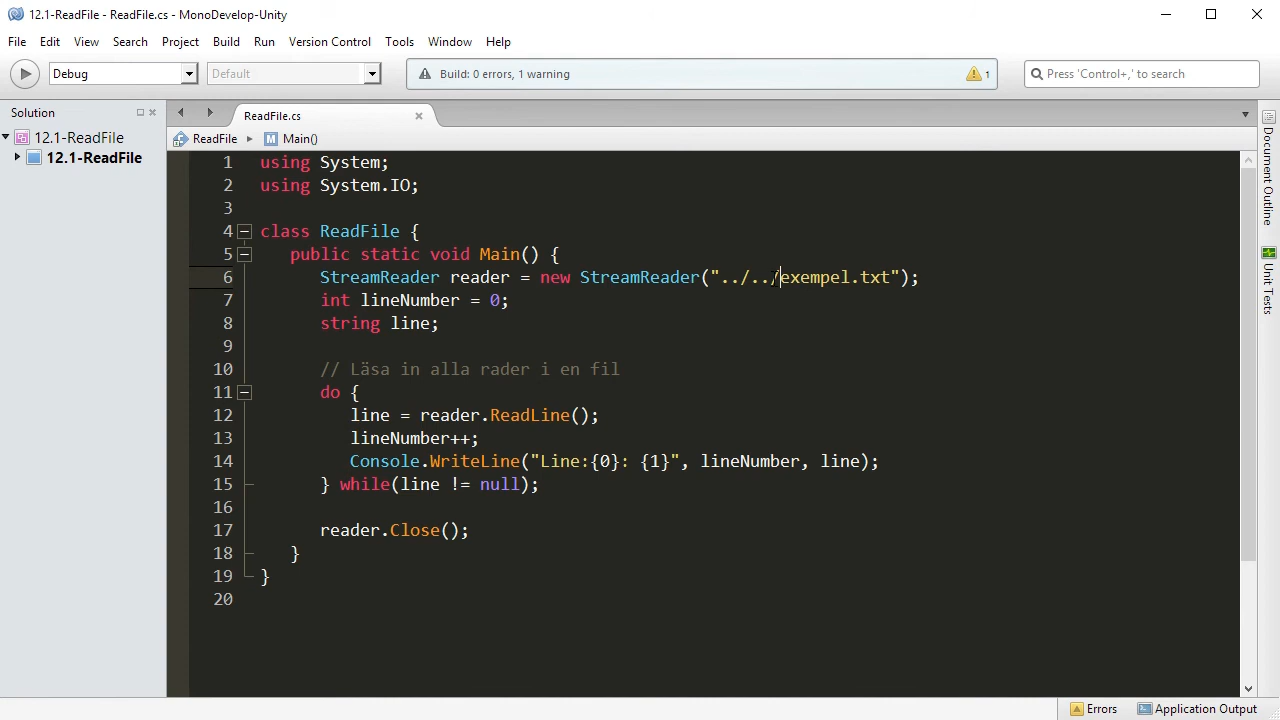 12.1-ReadFile - ReadFile.cs - MonoDevelop-Unity
File Edit View Search Project Build Run Version Control Tools Window Help
Debug Default Build: 0 errors, 1 warning 1 Press 'Control+,' to search
Solution
12.1-ReadFile
12.1-ReadFile
ReadFile.cs
ReadFile Main()
1 using System;
2 using System.IO;
3
4 class ReadFile {
5 public static void Main() {
6 StreamReader reader = new StreamReader("../../exempel.txt");
7 int lineNumber = 0;
8 string line;
9
10 // Läsa in alla rader i en fil
11 do {
12 line = reader.ReadLine();
13 lineNumber++;
14 Console.WriteLine("Line:{0}: {1}", lineNumber, line);
15 } while(line != null);
16
17 reader.Close();
18 }
19 }
20
Document Outline
Unit Tests
Errors Application Output